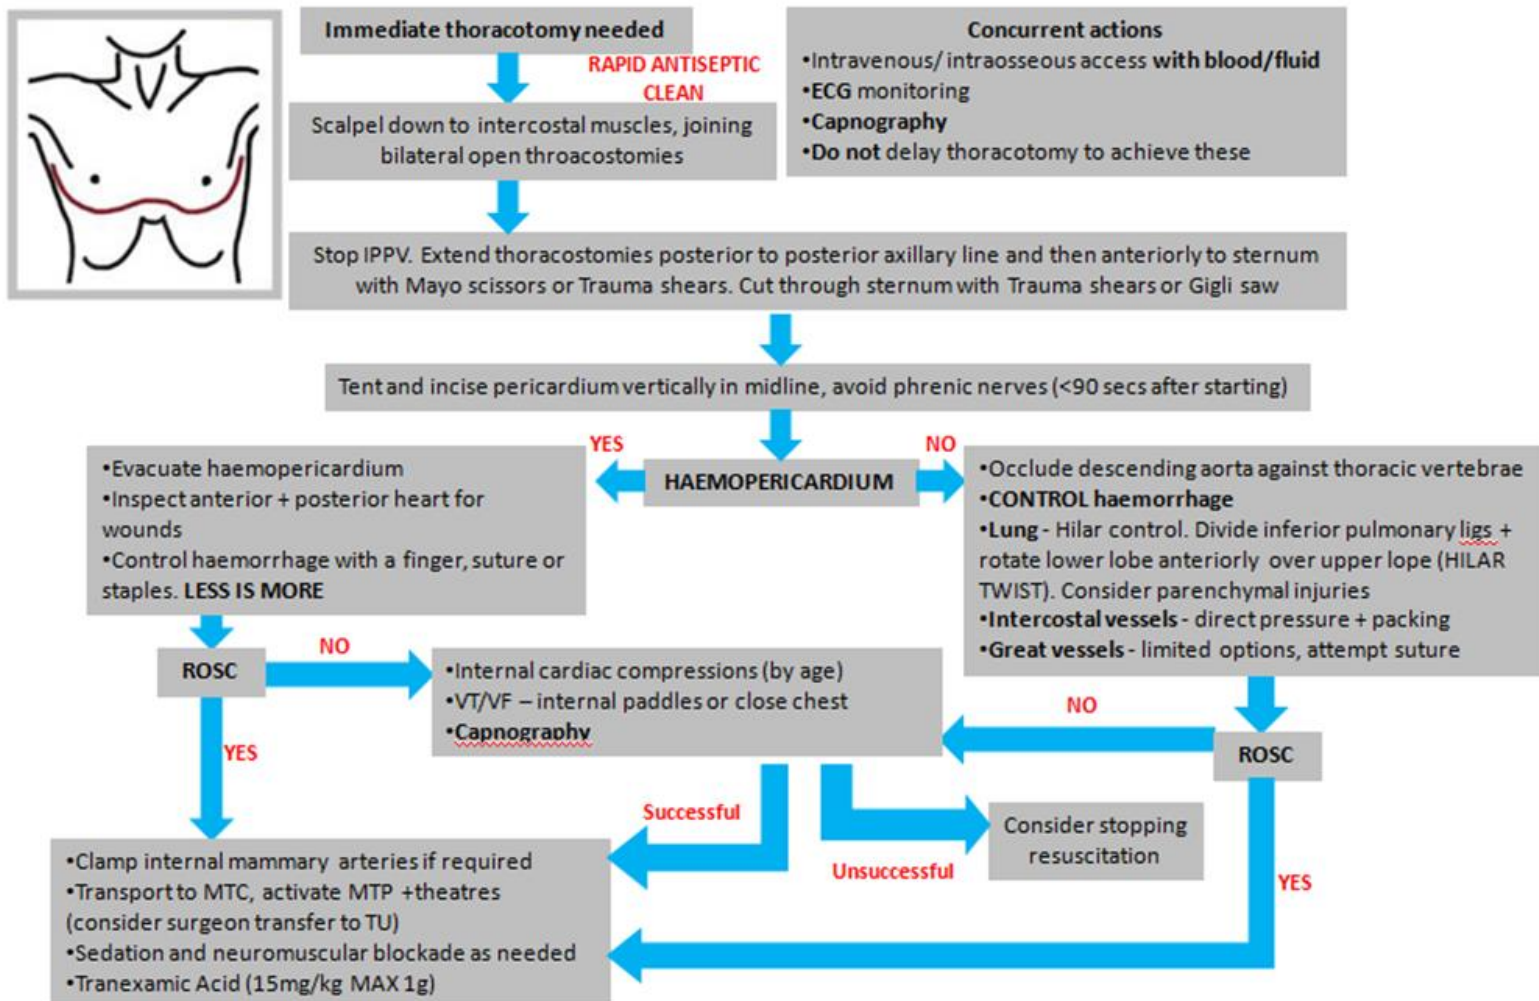 Immediate thoracotomy needed
RAPID ANTISEPTIC
CLEAN
Scalpel down to intercostal muscles, joining
bilateral open throacostomies
Concurrent actions
•Intravenous/ intraosseous access with blood/fluid
•ECG monitoring
•Capnography
•Do not delay thoracotomy to achieve these
Stop IPPV. Extend thoracostomies posterior to posterior axillary line and then anteriorly to sternum
with Mayo scissors or Trauma shears. Cut through sternum with Trauma shears or Gigli saw
Tent and incise pericardium vertically in midline, avoid phrenic nerves (<90 secs after starting)
HAEMOPERICARDIUM
YES
NO
•Evacuate haemopericardium
•Inspect anterior + posterior heart for
wounds
•Control haemorrhage with a finger, suture or
staples. LESS IS MORE
•Occlude descending aorta against thoracic vertebrae
•CONTROL haemorrhage
•Lung - Hilar control. Divide inferior pulmonary ligs +
rotate lower lobe anteriorly over upper lope (HILAR
TWIST). Consider parenchymal injuries
•Intercostal vessels - direct pressure + packing
•Great vessels - limited options, attempt suture
ROSC
NO
YES
•Internal cardiac compressions (by age)
•VT/VF – internal paddles or close chest
•Capnography
NO
ROSC
YES
Successful
Unsuccessful
Consider stopping
resuscitation
•Clamp internal mammary arteries if required
•Transport to MTC, activate MTP +theatres
(consider surgeon transfer to TU)
•Sedation and neuromuscular blockade as needed
•Tranexamic Acid (15mg/kg MAX 1g)